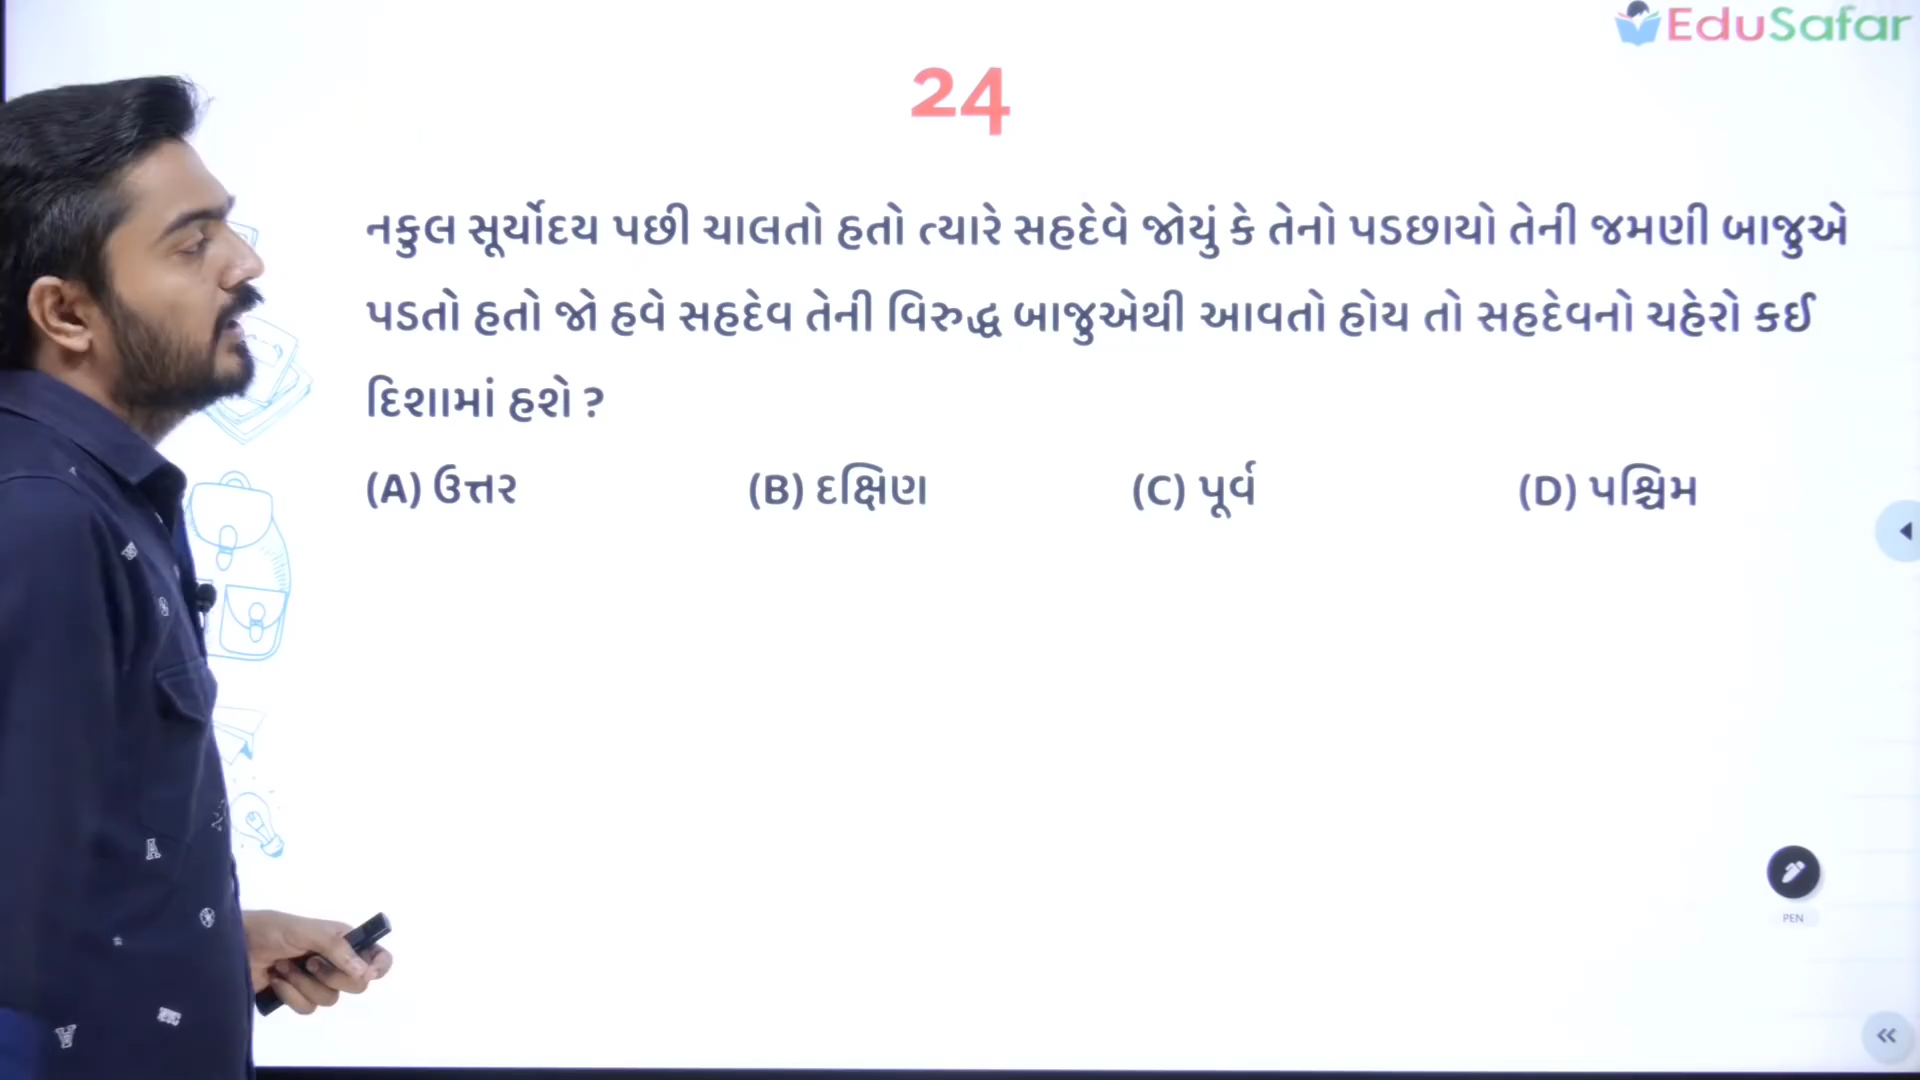 EduSafar
24
નકુલ સૂર્યોદય પછી ચાલતો હતો ત્યારે સહદેવે જોયું કે તેનો પડછાયો તેની જમણી બાજુએ
પડતો હતો જો હવે સહદેવ તેની વિરુદ્ધ બાજુએથી આવતો હોય તો સહદેવનો ચહેરો કઈ
દિશામાં હશે ?
(A) ઉત્તર (B) દક્ષિણ (C) પૂર્વ (D) પશ્ચિમ
PEN